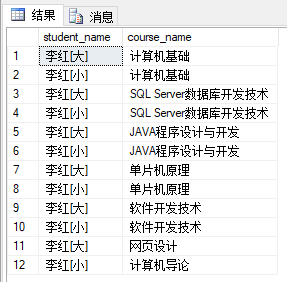 结果 消息
student_name course_name
1 李红[大] 计算机基础
2 李红[小] 计算机基础
3 李红[大] SQL Server数据库开发技术
4 李红[小] SQL Server数据库开发技术
5 李红[大] JAVA程序设计与开发
6 李红[小] JAVA程序设计与开发
7 李红[大] 单片机原理
8 李红[小] 单片机原理
9 李红[大] 软件开发技术
10 李红[小] 软件开发技术
11 李红[大] 网页设计
12 李红[小] 计算机导论